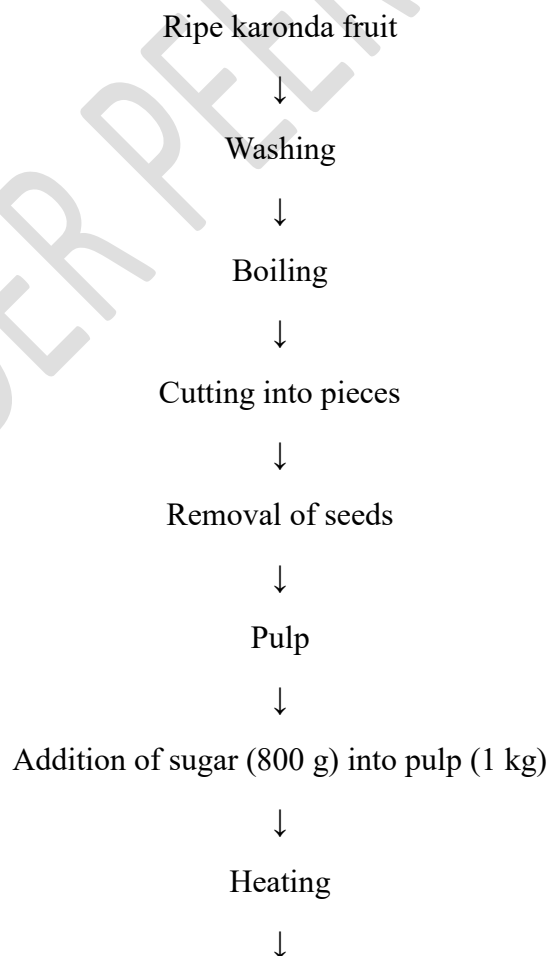 Ripe karonda fruit
↓
Washing
↓
Boiling
↓
Cutting into pieces
↓
Removal of seeds
↓
Pulp
↓
Addition of sugar (800 g) into pulp (1 kg)
↓
Heating
↓